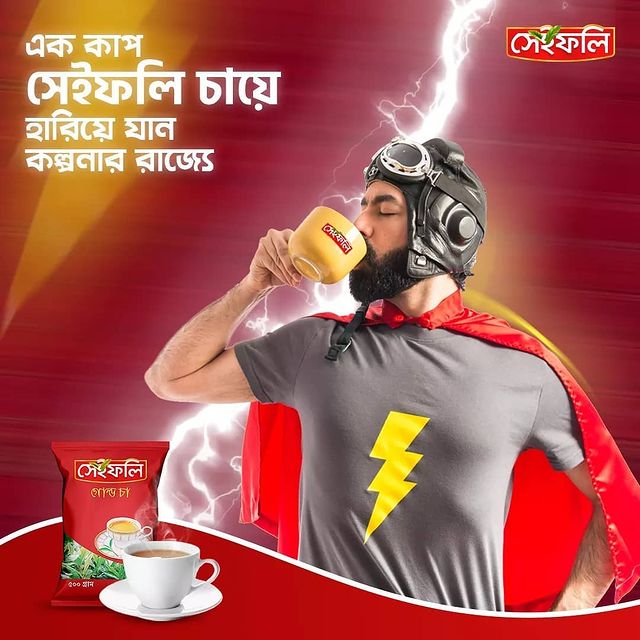 এক কাপ
সেইফলি চায়ে
হারিয়ে যান
কল্পনার রাজ্যে
সেইফলি
সেইফলি
সেইফলি
গোল্ড চা
৫০০ গ্রাম